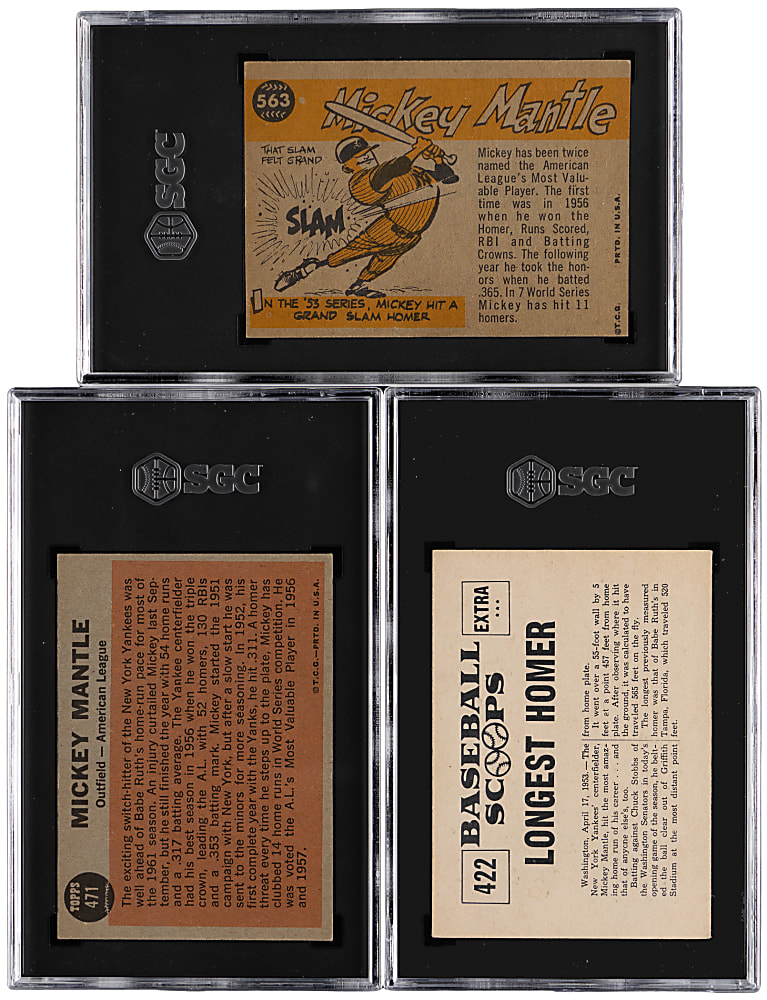 SGC
563
Mickey Mantle
THAT SLAM
FELT GRAND
SLAM
IN THE '53 SERIES, MICKEY HIT A
GRAND SLAM HOMER
Mickey has been twice
named the American
League's Most Valu-
able Player. The first
time was in 1956
when he won the
Homer, Runs Scored,
RBI and Batting
Crowns. The following
year he took the hon-
ors when he batted
.365. In 7 World Series
Mickey has hit 11
homers.
©T.C.G. PRTD. IN U.S.A.
SGC
TOPPS
471
MICKEY MANTLE
Outfield — American League
The exciting switch-hitter of the New York Yankees was
well ahead of Babe Ruth's home-run pace for most of
the 1961 season. An injury curtailed Mickey last Sep-
tember, but he still finished the year with 54 home runs
and a .317 batting average. The Yankee centerfielder
had his best season in 1956 when he won the triple
crown, leading the A.L. with 52 homers, 130 RBIs
and a .353 batting mark. Mickey started the 1951
campaign with New York, but after a slow start he was
sent to the minors for more seasoning. In 1952, his
first complete year with the Yanks, he hit .311. A homer
threat every time he steps up to the plate, Mickey has
clubbed 14 home runs in World Series competition. He
was voted the A.L.'s Most Valuable Player in 1956
and 1957.
©T.C.G.—PRTD. IN U.S.A.
SGC
422
BASEBALL
SCOOPS
EXTRA
LONGEST HOMER
Washington, April 17, 1953.—The
New York Yankees' centerfielder,
Mickey Mantle, hit the most amaz-
ing home run of his career . . . and
that of anyone else's, too.
Batting against Chuck Stobbs of
the Washington Senators in today's
opening game of the season, he belt-
ed the ball clear out of Griffith
Stadium at the most distant point
from home plate.
It went over a 55-foot wall by 5
feet at a point 457 feet from home
plate. After observing where it hit
the ground, it was calculated to have
traveled 565 feet on the fly.
The longest previously measured
homer was that of Babe Ruth's in
Tampa, Florida, which traveled 520
feet.